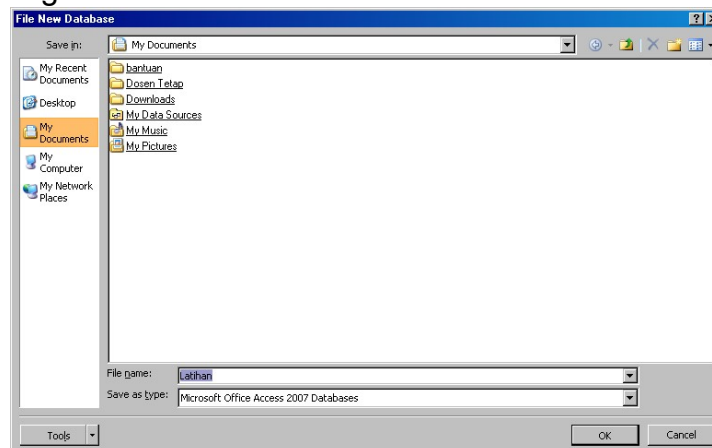 File New Database
Save in:
My Documents
My Recent
Documents
Desktop
My
Documents
My
Computer
My Network
Places
bantuan
Dosen Tetap
Downloads
My Data Sources
My Music
My Pictures
File name:
Latihan
Save as type:
Microsoft Office Access 2007 Databases
Tools
OK
Cancel